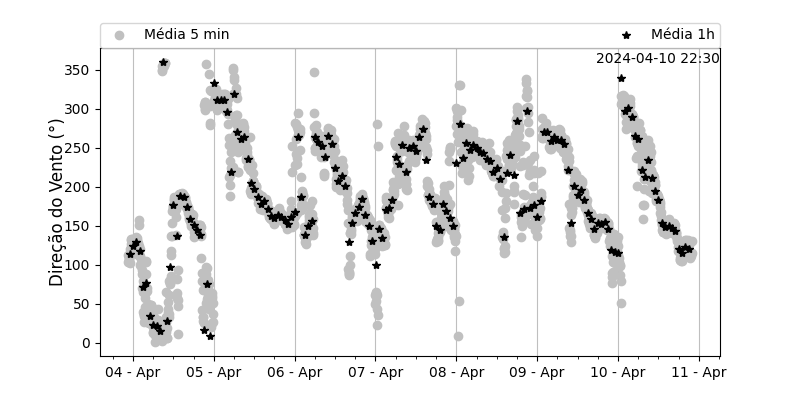 Média 5 min
Média 1h
2024-04-10 22:30
Direção do Vento (°)
350
300
250
200
150
100
50
0
04 - Apr
05 - Apr
06 - Apr
07 - Apr
08 - Apr
09 - Apr
10 - Apr
11 - Apr